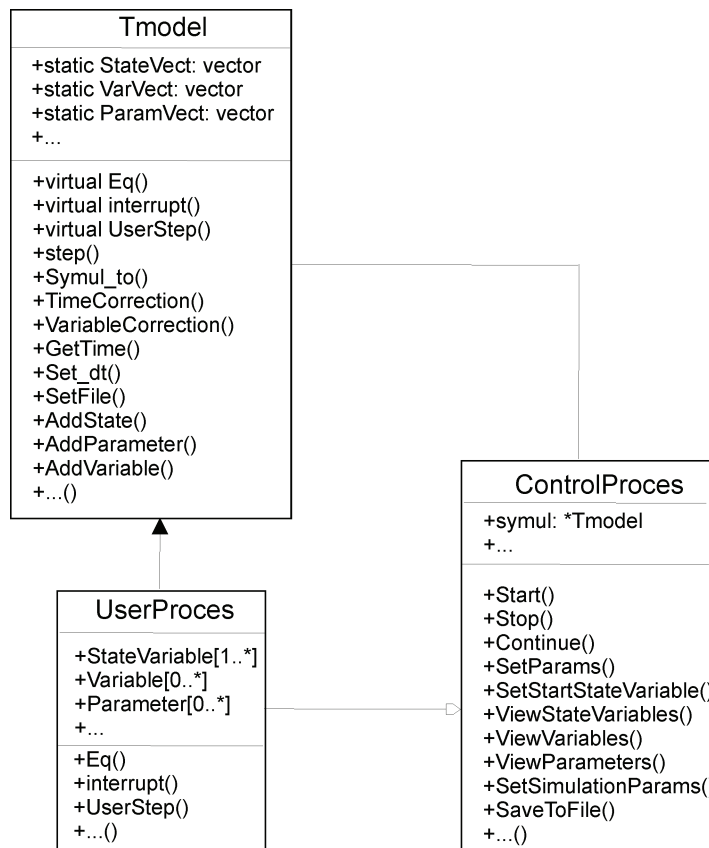 Tmodel
+static StateVect: vector
+static VarVect: vector
+static ParamVect: vector
+...
+virtual Eq()
+virtual interrupt()
+virtual UserStep()
+step()
+Symul_to()
+TimeCorrection()
+VariableCorrection()
+GetTime()
+Set_dt()
+SetFile()
+AddState()
+AddParameter()
+AddVariable()
+...()
UserProces
+StateVariable[1..*]
+Variable[0..*]
+Parameter[0..*]
+...
+Eq()
+interrupt()
+UserStep()
+...()
ControlProces
+symul: *Tmodel
+...
+Start()
+Stop()
+Continue()
+SetParams()
+SetStartStateVariable()
+ViewStateVariables()
+ViewVariables()
+ViewParameters()
+SetSimulationParams(
+SaveToFile()
+...()